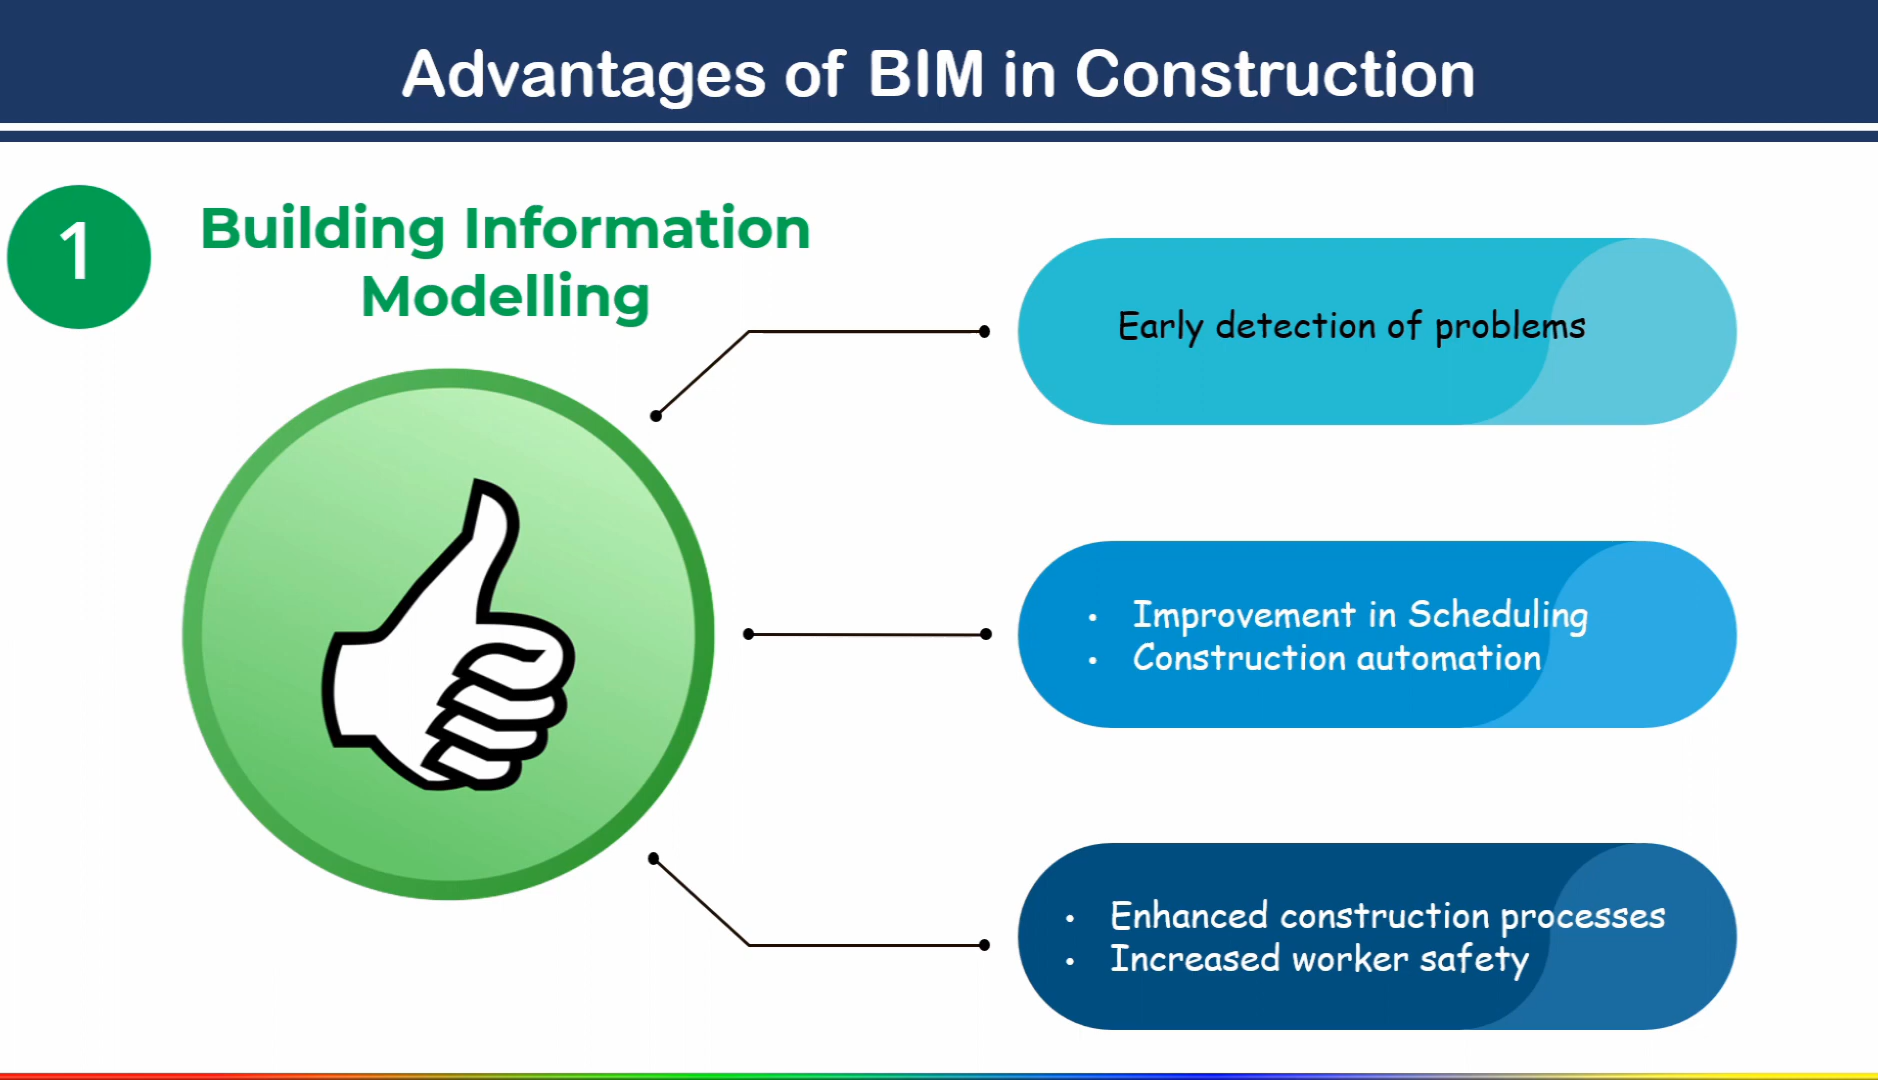 Advantages of BIM in Construction
1
Building Information
Modelling
Early detection of problems
• Improvement in Scheduling
• Construction automation
• Enhanced construction processes
• Increased worker safety